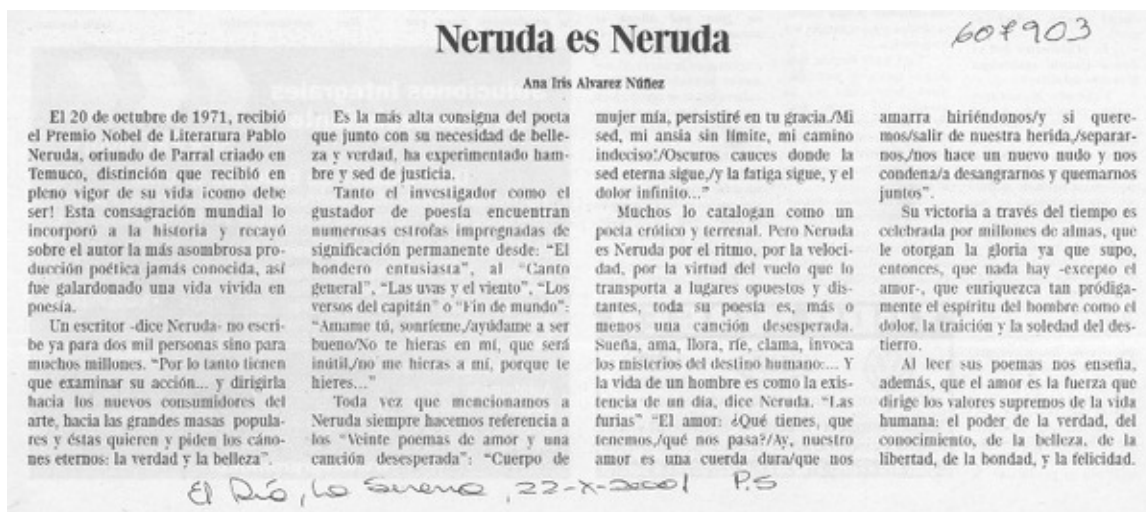 Neruda es Neruda
607903
Ana Iris Alvarez Núñez
El 20 de octubre de 1971, recibió
el Premio Nobel de Literatura Pablo
Neruda, oriundo de Parral criado en
Temuco, distinción que recibió en
pleno vigor de su vida ¡como debe
ser! Esta consagración mundial lo
incorporó a la historia y recayó
sobre el autor la más asombrosa pro-
ducción poética jamás conocida, así
fue galardonado una vida vivida en
poesía.
Un escritor -dice Neruda- no escri-
be ya para dos mil personas sino para
muchos millones. "Por lo tanto tienen
que examinar su acción... y dirigirla
hacia los nuevos consumidores del
arte, hacia las grandes masas popula-
res y éstas quieren y piden los cáno-
nes eternos: la verdad y la belleza".
Es la más alta consigna del poeta
que junto con su necesidad de belle-
za y verdad, ha experimentado ham-
bre y sed de justicia.
Tanto el investigador como el
gustador de poesía encuentran
numerosas estrofas impregnadas de
significación permanente desde: "El
hondero entusiasta", al "Canto
general", "Las uvas y el viento", "Los
versos del capitán" o "Fin de mundo":
"Amame tú, sonríeme,/ayúdame a ser
bueno/No te hieras en mí, que será
inútil,/no me hieras a mí, porque te
hieres..."
Toda vez que mencionamos a
Neruda siempre hacemos referencia a
los "Veinte poemas de amor y una
canción desesperada": "Cuerpo de
mujer mía, persistiré en tu gracia./Mi
sed, mi ansia sin límite, mi camino
indeciso!/Oscuros cauces donde la
sed eterna sigue,/y la fatiga sigue, y el
dolor infinito..."
Muchos lo catalogan como un
poeta erótico y terrenal. Pero Neruda
es Neruda por el ritmo, por la veloci-
dad, por la virtud del vuelo que lo
transporta a lugares opuestos y dis-
tantes, toda su poesía es, más o
menos una canción desesperada.
Sueña, ama, llora, ríe, clama, invoca
los misterios del destino humano:... Y
la vida de un hombre es como la exis-
tencia de un día, dice Neruda. "Las
furias" "El amor: ¿Qué tienes, que
tenemos,/qué nos pasa?/Ay, nuestro
amor es una cuerda dura/que nos
amarra hiriéndonos/y si quere-
mos/salir de nuestra herida,/separar-
nos,/nos hace un nuevo nudo y nos
condena/a desangrarnos y quemarnos
juntos".
Su victoria a través del tiempo es
celebrada por millones de almas, que
le otorgan la gloria ya que supo,
entonces, que nada hay -excepto el
amor-, que enriquezca tan pródiga-
mente el espíritu del hombre como el
dolor, la traición y la soledad del des-
tierro.
Al leer sus poemas nos enseña,
además, que el amor es la fuerza que
dirige los valores supremos de la vida
humana: el poder de la verdad, del
conocimiento, de la belleza, de la
libertad, de la bondad, y la felicidad.
El Día, La Serena, 22-X-2001 P.5